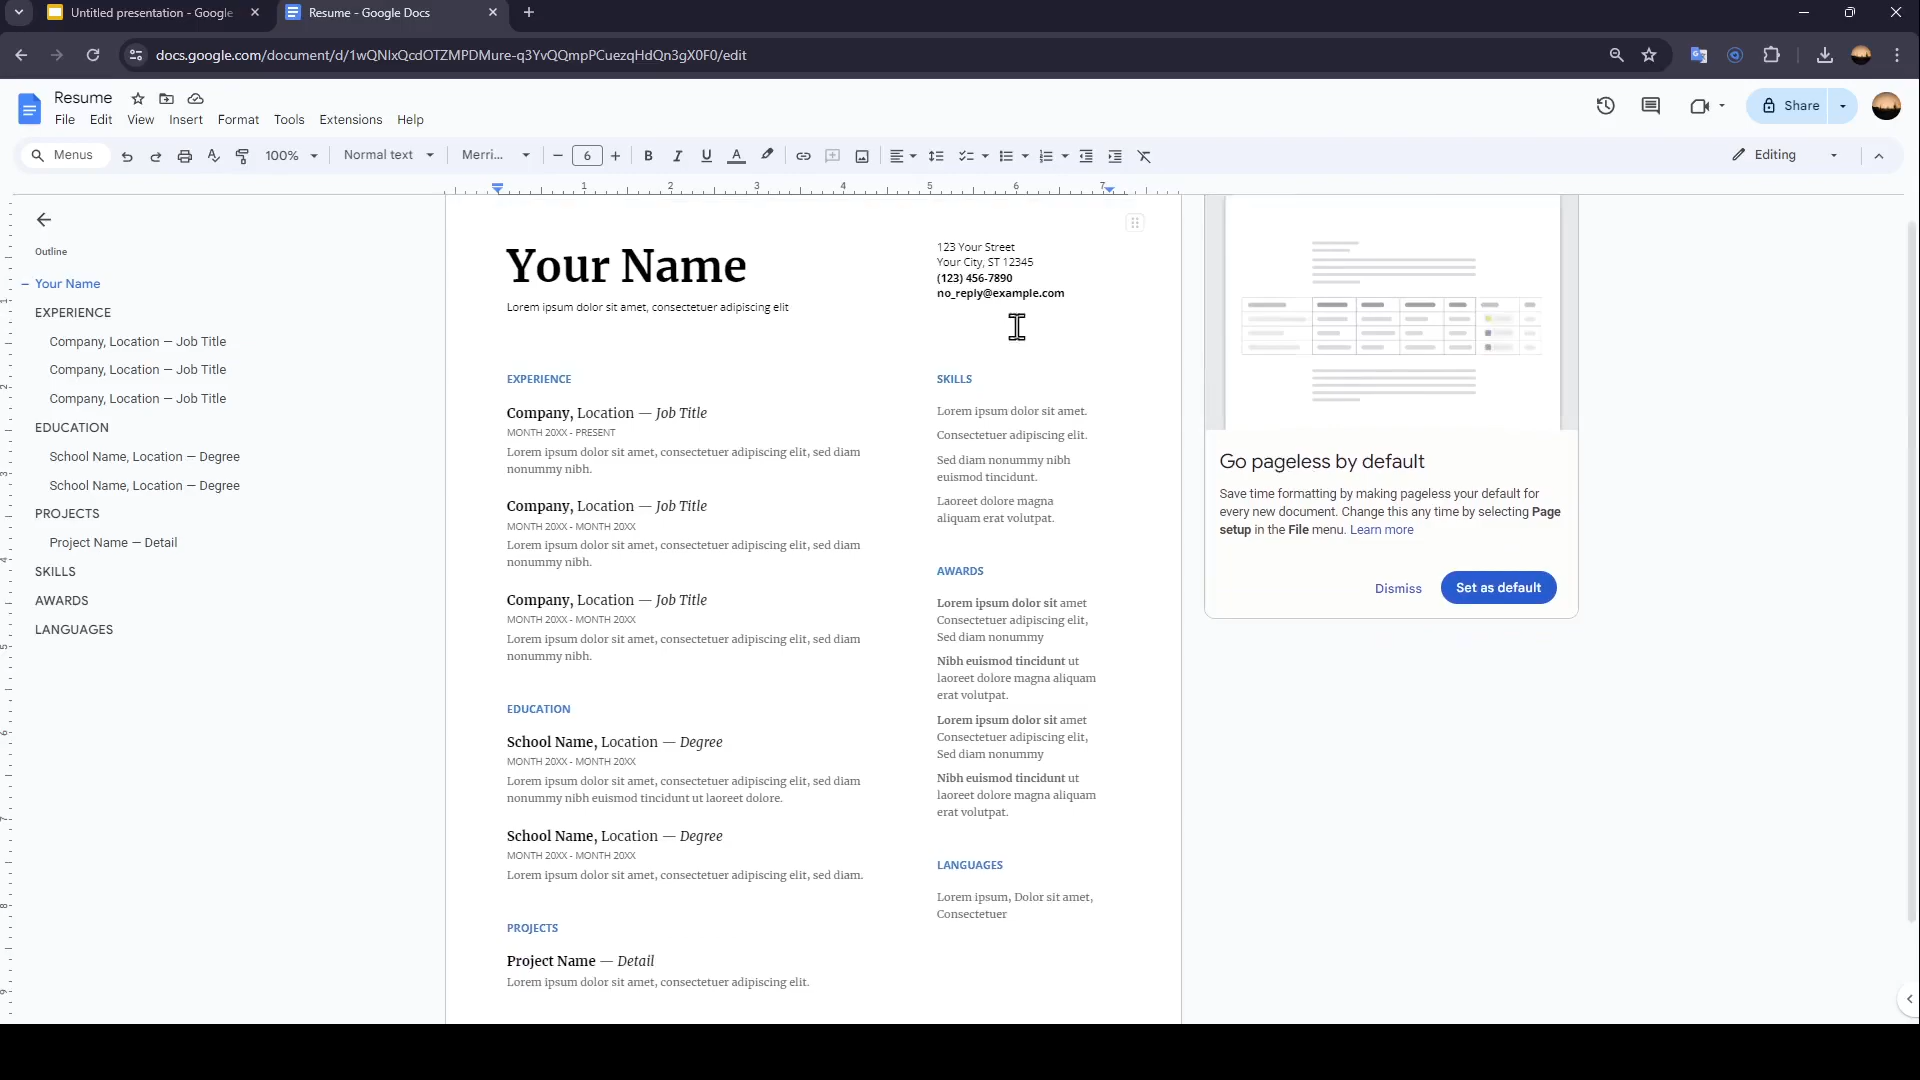 Untitled presentation - Google
Resume - Google Docs
docs.google.com/document/d/1wQNlxQcdOTZMPDMure-q3YvQQmpPCuezqHdQn3gX0F0/edit
Resume
File Edit View Insert Format Tools Extensions Help
Share
Menus
100%
Normal text
Merri...
6
Editing
1 2 3 4 5 6 7
Outline
Your Name
EXPERIENCE
Company, Location — Job Title
Company, Location — Job Title
Company, Location — Job Title
EDUCATION
School Name, Location — Degree
School Name, Location — Degree
PROJECTS
Project Name — Detail
SKILLS
AWARDS
LANGUAGES
Your Name
Lorem ipsum dolor sit amet, consectetuer adipiscing elit
123 Your Street
Your City, ST 12345
(123) 456-7890
no_reply@example.com
EXPERIENCE
Company, Location — Job Title
MONTH 20XX - PRESENT
Lorem ipsum dolor sit amet, consectetuer adipiscing elit, sed diam
nonummy nibh.
Company, Location — Job Title
MONTH 20XX - MONTH 20XX
Lorem ipsum dolor sit amet, consectetuer adipiscing elit, sed diam
nonummy nibh.
Company, Location — Job Title
MONTH 20XX - MONTH 20XX
Lorem ipsum dolor sit amet, consectetuer adipiscing elit, sed diam
nonummy nibh.
EDUCATION
School Name, Location — Degree
MONTH 20XX - MONTH 20XX
Lorem ipsum dolor sit amet, consectetuer adipiscing elit, sed diam
nonummy nibh euismod tincidunt ut laoreet dolore.
School Name, Location — Degree
MONTH 20XX - MONTH 20XX
Lorem ipsum dolor sit amet, consectetuer adipiscing elit, sed diam.
PROJECTS
Project Name — Detail
Lorem ipsum dolor sit amet, consectetuer adipiscing elit.
SKILLS
Lorem ipsum dolor sit amet.
Consectetuer adipiscing elit.
Sed diam nonummy nibh
euismod tincidunt.
Laoreet dolore magna
aliquam erat volutpat.
AWARDS
Lorem ipsum dolor sit amet
Consectetuer adipiscing elit,
Sed diam nonummy
Nibh euismod tincidunt ut
laoreet dolore magna aliquam
erat volutpat.
Lorem ipsum dolor sit amet
Consectetuer adipiscing elit,
Sed diam nonummy
Nibh euismod tincidunt ut
laoreet dolore magna aliquam
erat volutpat.
LANGUAGES
Lorem ipsum, Dolor sit amet,
Consectetuer
Go pageless by default
Save time formatting by making pageless your default for
every new document. Change this any time by selecting Page
setup in the File menu. Learn more
Dismiss
Set as default